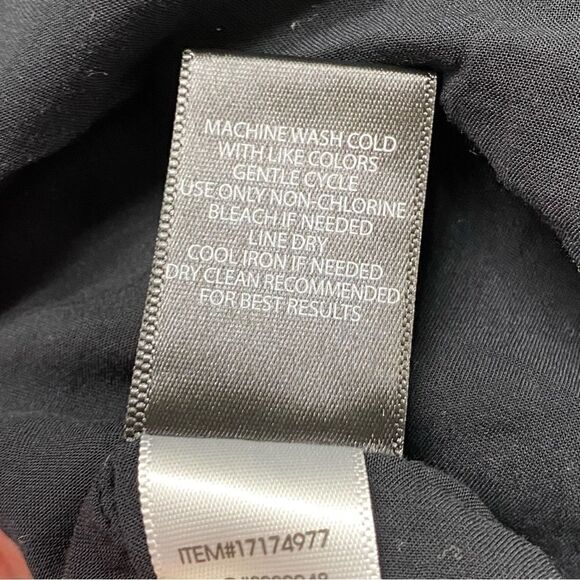 MACHINE WASH COLD
WITH LIKE COLORS
GENTLE CYCLE
USE ONLY NON-CHLORINE
BLEACH IF NEEDED
LINE DRY
COOL IRON IF NEEDED
DRY CLEAN RECOMMENDED
FOR BEST RESULTS
ITEM#17174977